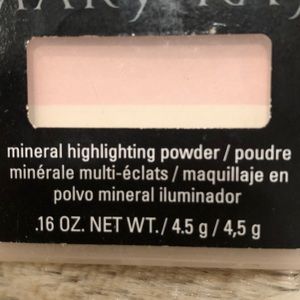 mineral highlighting powder / poudre
minérale multi-éclats / maquillaje en
polvo mineral iluminador
.16 OZ. NET WT. / 4.5 g / 4,5 g